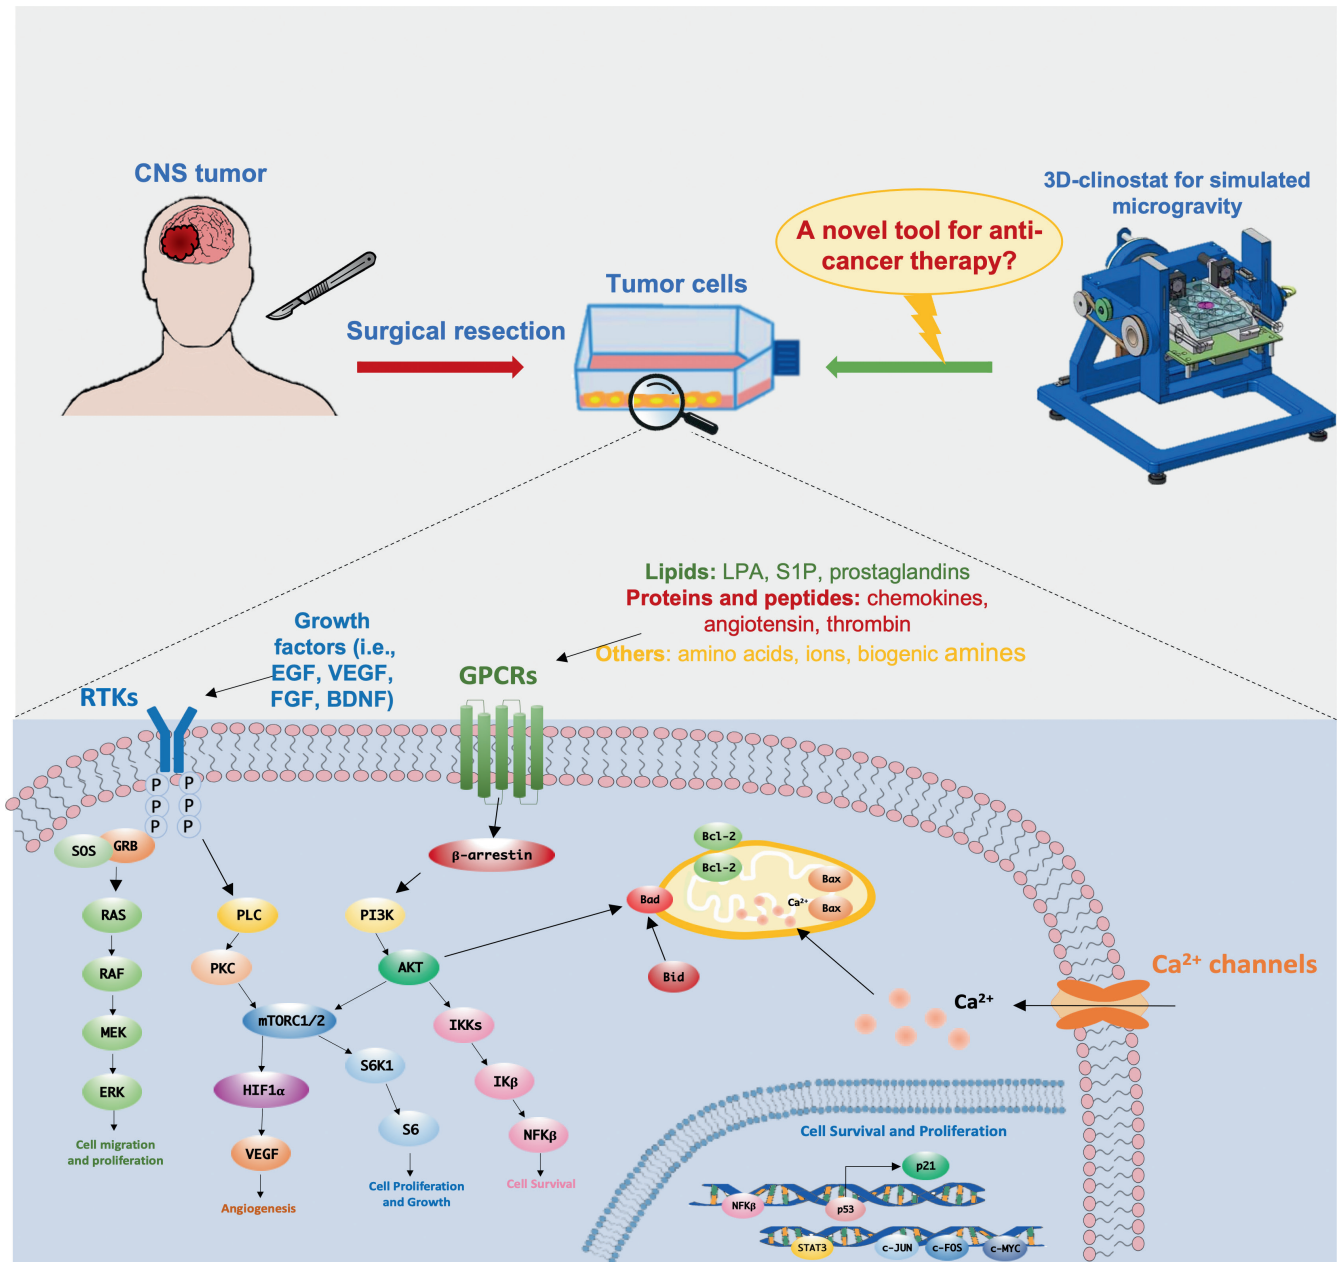 CNS tumor
3D-clinostat for simulated
microgravity
A novel tool for anti-
cancer therapy?
Tumor cells
Surgical resection
Lipids: LPA, S1P, prostaglandins
Proteins and peptides: chemokines,
angiotensin, thrombin
Others: amino acids, ions, biogenic amines
Growth
factors (i.e.,
EGF, VEGF,
FGF, BDNF)
GPCRs
RTKs
P
P
P
P
P
P
SOS
GRB
β-arrestin
Bcl-2
Bcl-2
Bax
Bax
Ca²⁺
Bad
Bid
RAS
PLC
PI3K
RAF
PKC
AKT
MEK
mTORC1/2
IKKs
ERK
HIF1α
S6K1
IKβ
VEGF
S6
NFKβ
Cell migration
and proliferation
Angiogenesis
Cell Proliferation
and Growth
Cell Survival
Ca²⁺ channels
Ca²⁺
Cell Survival and Proliferation
p21
NFKβ
p53
STAT3
c-JUN
c-FOS
c-MYC